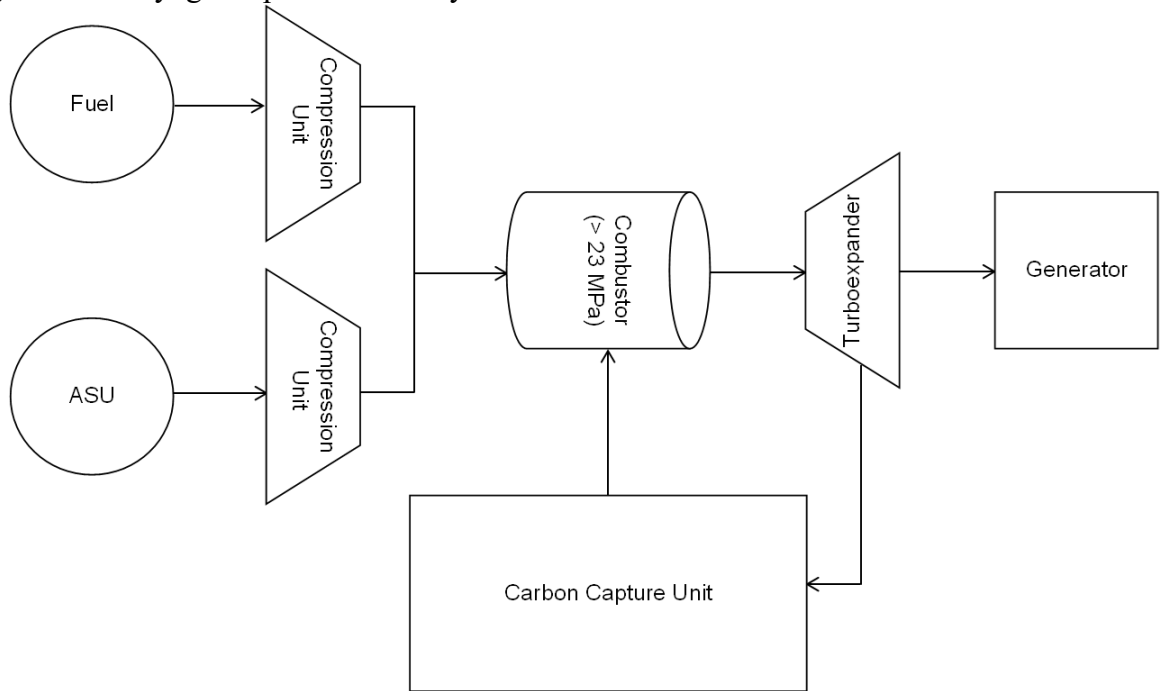 Fuel
Compression
Unit
ASU
Compression
Unit
Combustor
(> 23 MPa)
Turboexpander
Generator
Carbon Capture Unit